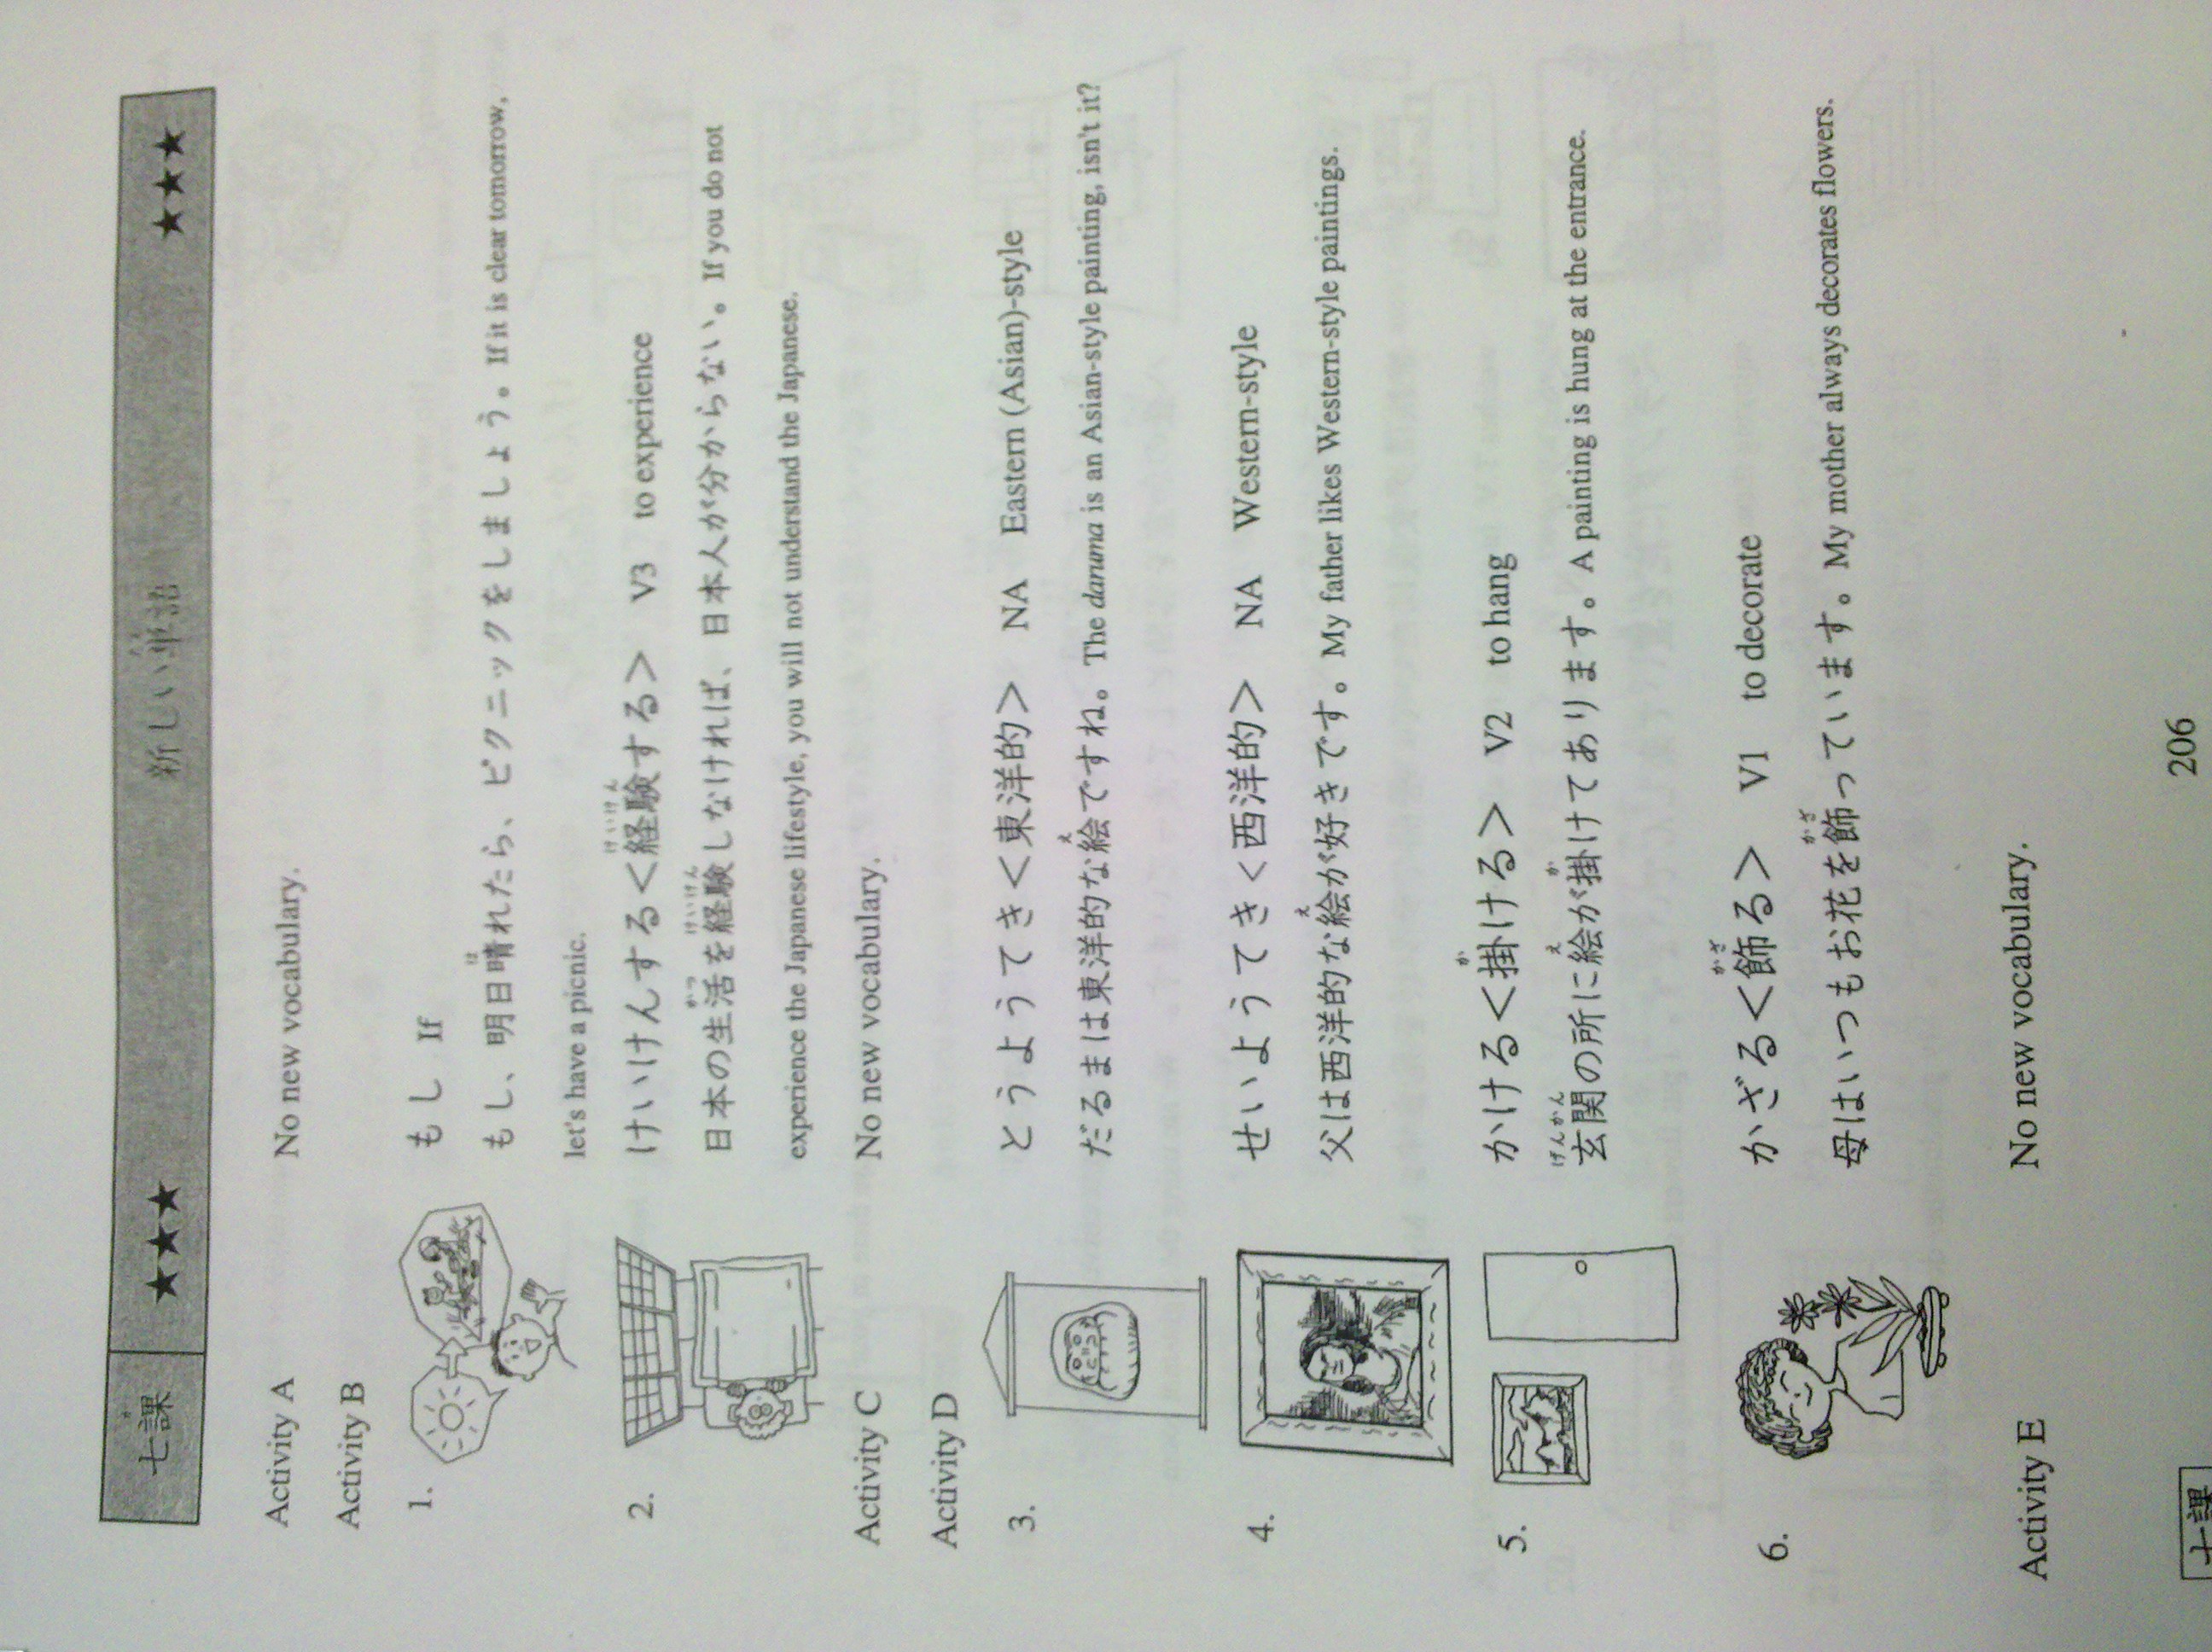 七課 ★★★ 新しい単語 ★★★
Activity A No new vocabulary.
Activity B
1. もし If
もし、明日晴れたら、ピクニックをしましょう。If it is clear tomorrow,
let's have a picnic.
2. けいけんする＜経験する＞ V3 to experience
日本の生活を経験しなければ、日本人が分からない。If you do not
experience the Japanese lifestyle, you will not understand the Japanese.
Activity C No new vocabulary.
Activity D
3. とうようてき＜東洋的＞ NA Eastern (Asian)-style
だるまは東洋的な絵ですね。The daruma is an Asian-style painting, isn't it?
4. せいようてき＜西洋的＞ NA Western-style
父は西洋的な絵が好きです。My father likes Western-style paintings.
5. かける＜掛ける＞ V2 to hang
玄関の所に絵が掛けてあります。A painting is hung at the entrance.
6. かざる＜飾る＞ V1 to decorate
母はいつもお花を飾っています。My mother always decorates flowers.
Activity E No new vocabulary.
206
七課